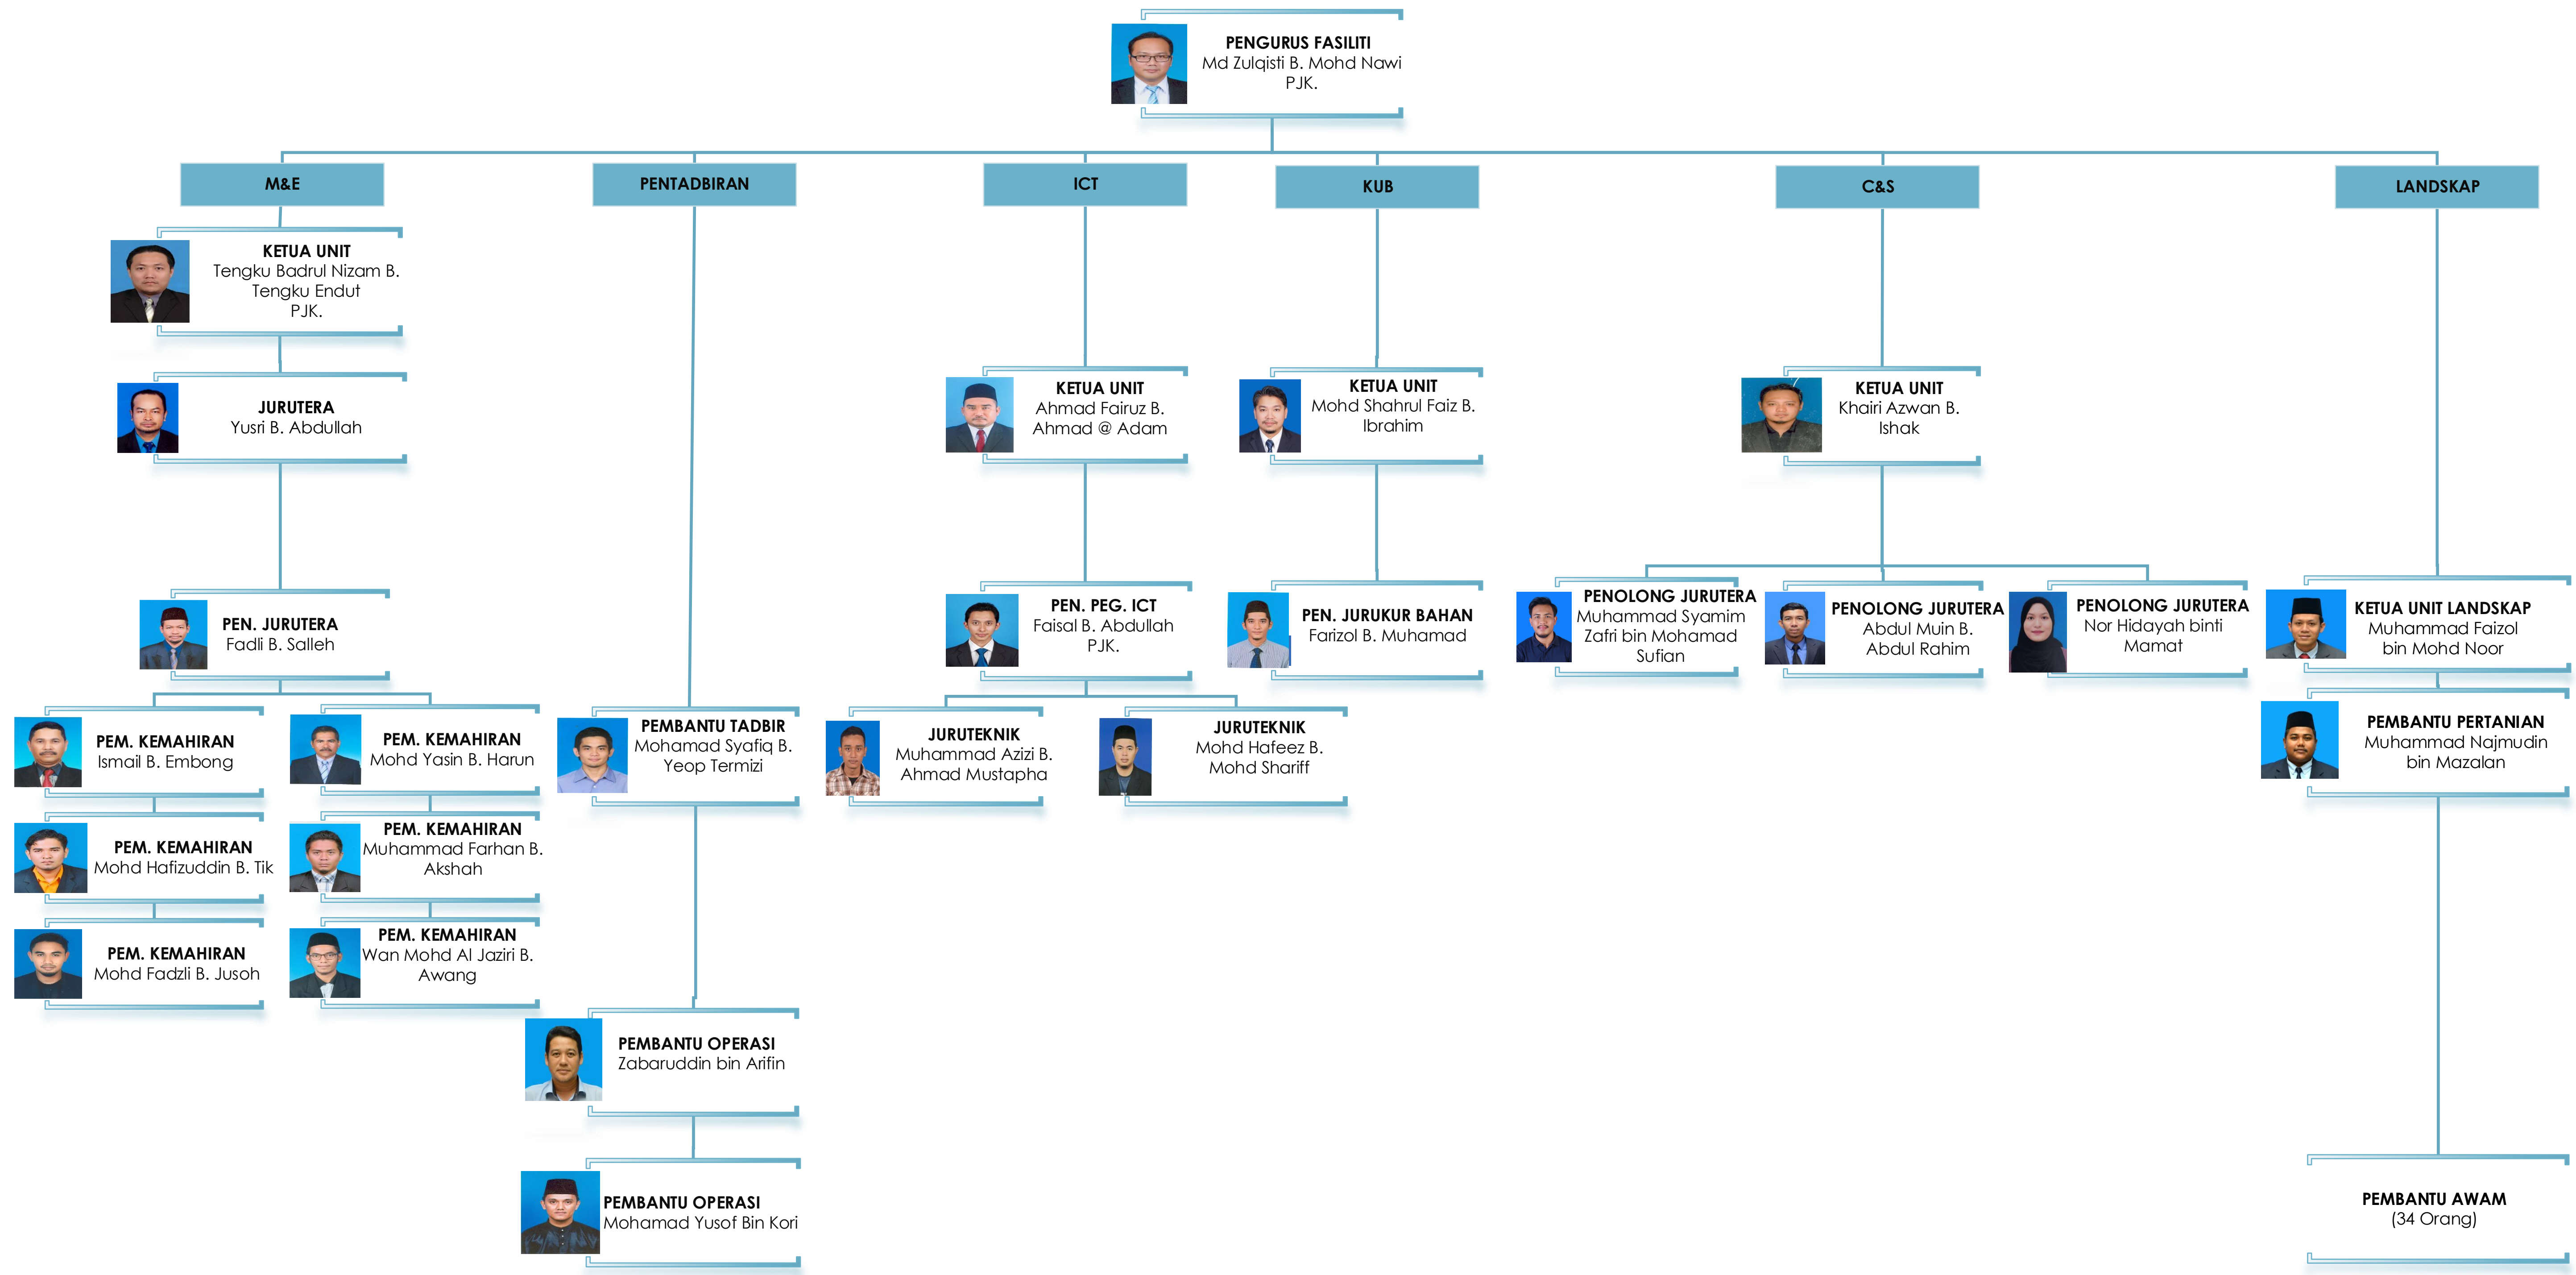 PENGURUS FASILITI
Md Zulqisti B. Mohd Nawi
PJK.
M&E
PENTADBIRAN
ICT
KUB
C&S
LANDSKAP
KETUA UNIT
Tengku Badrul Nizam B.
Tengku Endut
PJK.
JURUTERA
Yusri B. Abdullah
KETUA UNIT
Ahmad Fairuz B.
Ahmad @ Adam
KETUA UNIT
Mohd Shahrul Faiz B.
Ibrahim
KETUA UNIT
Khairi Azwan B.
Ishak
PEN. JURUTERA
Fadli B. Salleh
PEN. PEG. ICT
Faisal B. Abdullah
PJK.
PEN. JURUKUR BAHAN
Farizol B. Muhamad
PENOLONG JURUTERA
Muhammad Syamim
Zafri bin Mohamad
Sufian
PENOLONG JURUTERA
Abdul Muin B.
Abdul Rahim
PENOLONG JURUTERA
Nor Hidayah binti
Mamat
KETUA UNIT LANDSKAP
Muhammad Faizol
bin Mohd Noor
PEM. KEMAHIRAN
Ismail B. Embong
PEM. KEMAHIRAN
Mohd Yasin B. Harun
PEMBANTU TADBIR
Mohamad Syafiq B.
Yeop Termizi
JURUTEKNIK
Muhammad Azizi B.
Ahmad Mustapha
JURUTEKNIK
Mohd Hafeez B.
Mohd Shariff
PEMBANTU PERTANIAN
Muhammad Najmudin
bin Mazalan
PEM. KEMAHIRAN
Mohd Hafizuddin B. Tik
PEM. KEMAHIRAN
Muhammad Farhan B.
Akshah
PEM. KEMAHIRAN
Mohd Fadzli B. Jusoh
PEM. KEMAHIRAN
Wan Mohd Al Jaziri B.
Awang
PEMBANTU OPERASI
Zabaruddin bin Arifin
PEMBANTU OPERASI
Mohamad Yusof Bin Kori
PEMBANTU AWAM
(34 Orang)